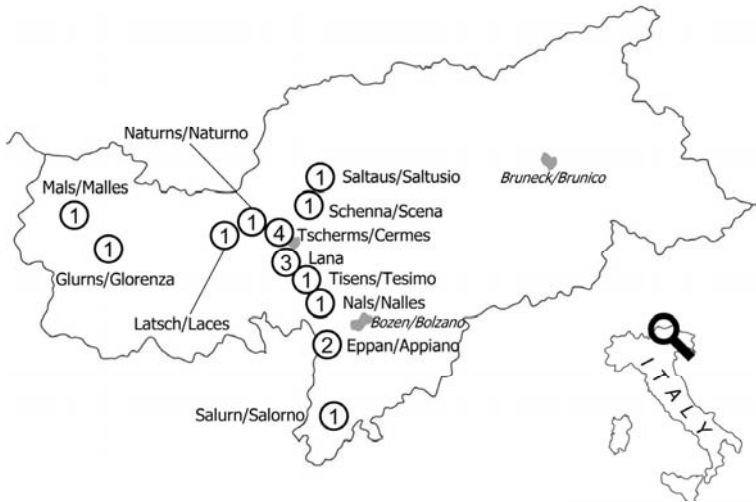 Naturns/Naturno
Mals/Malles
1
1
Glurns/Glorenza
Latsch/Laces
1
1
1
Saltaus/Saltusio
1
Schenna/Scena
4
Tscherms/Cermes
3
Lana
1
Tisens/Tesimo
1
Nals/Nalles
Bozen/Bolzano
2
Eppan/Appiano
Salurn/Salorno
1
Bruneck/Brunico
ITALY